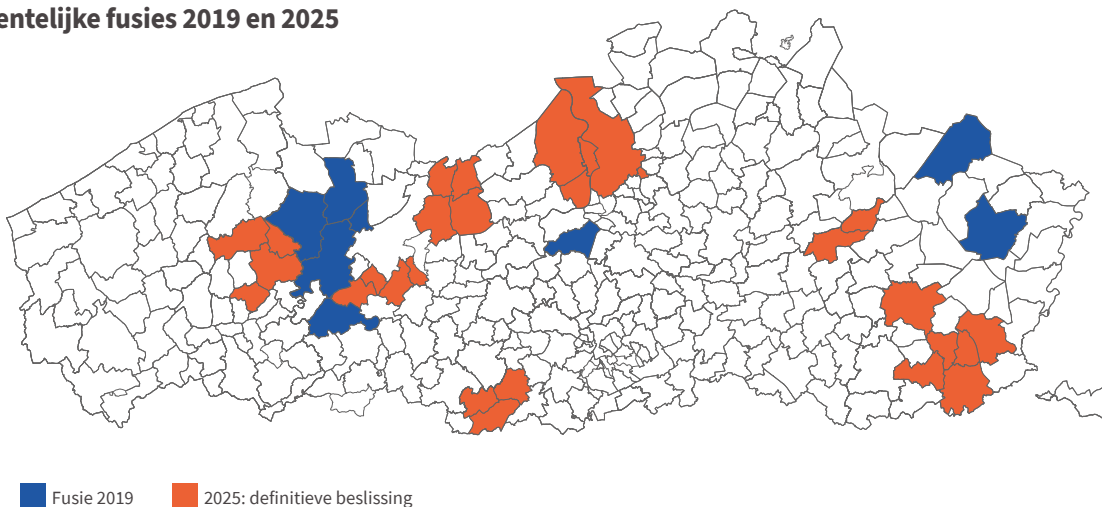 entelijke fusies 2019 en 2025
Fusie 2019
2025: definitieve beslissing